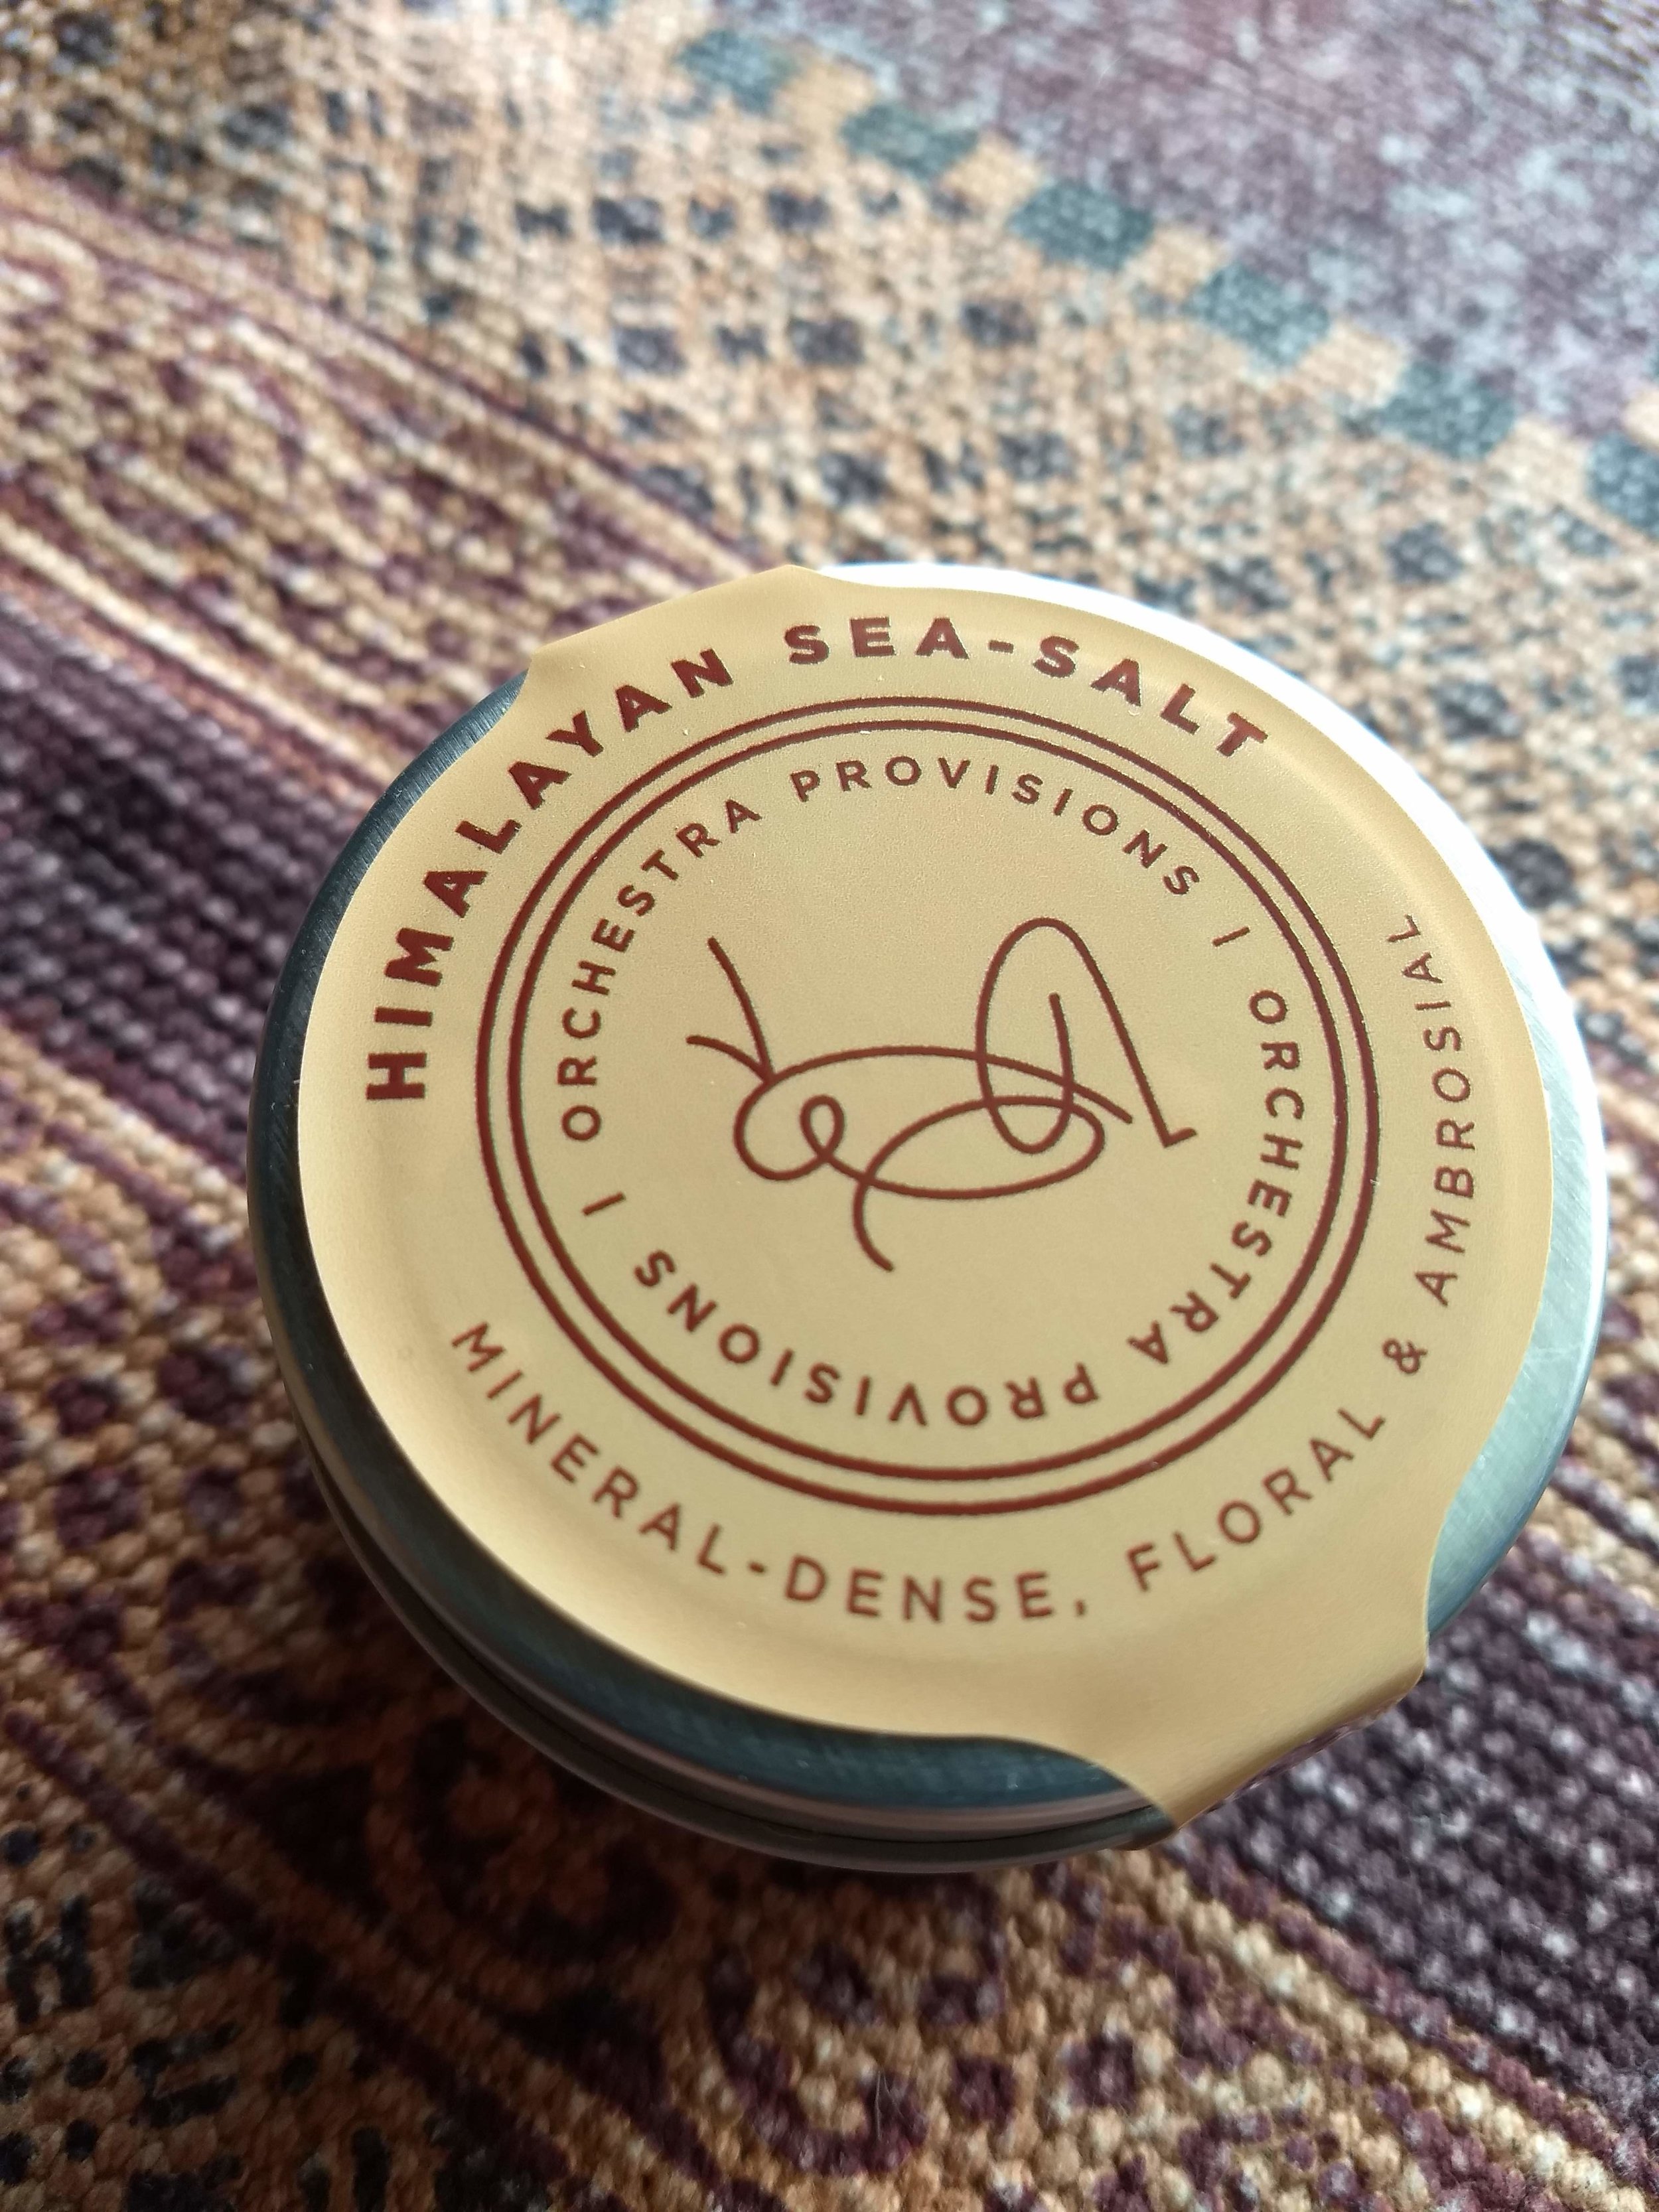 HIMALAYAN SEA-SALT
ORCHESTRA PROVISIONS | ORCHESTRA PROVISIONS |
MINERAL-DENSE, FLORAL & AMBROSIAL